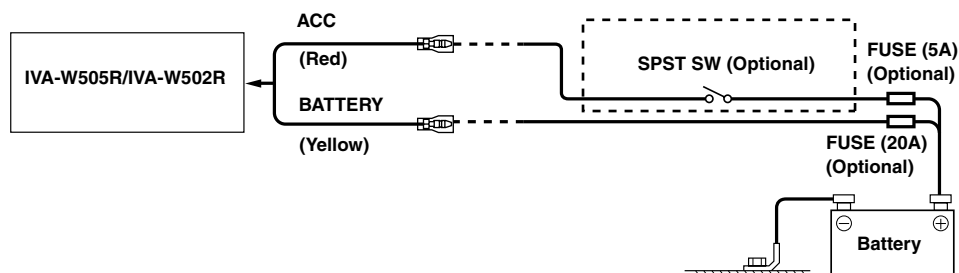 ACC
(Red)
IVA-W505R/IVA-W502R
BATTERY
(Yellow)
SPST SW (Optional)
FUSE (5A)
(Optional)
FUSE (20A)
(Optional)
Battery